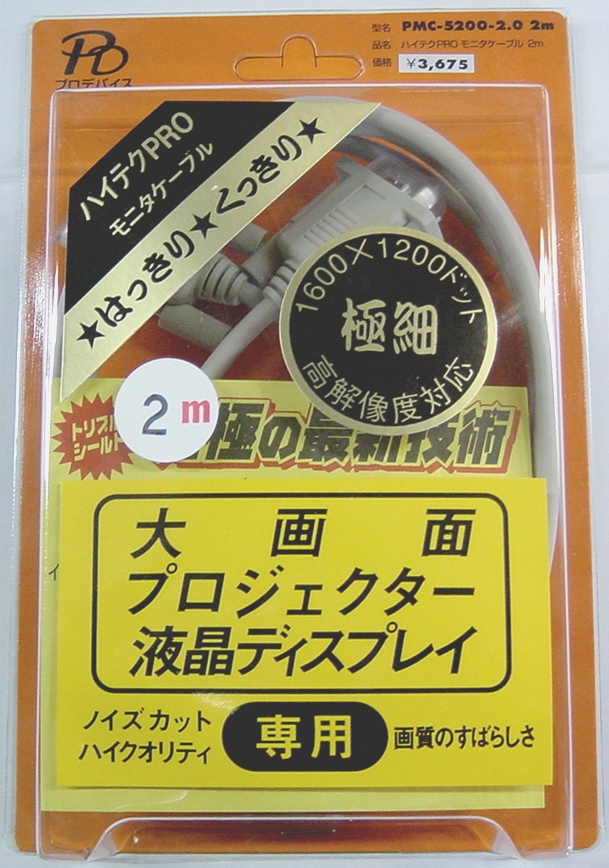 プロデバイス
型名 PMC-5200-2.0 2m
品名 ハイテクPRO モニタケーブル 2m
価格 ¥3,675
ハイテクPRO
モニタケーブル
★はっきり★くっきり★
1600×1200ドット
極細
高解像度対応
2m
トリプル
シールド
極の最新技術
大画面
プロジェクター
液晶ディスプレイ
ノイズカット
ハイクオリティ
専用
画質のすばらしさ